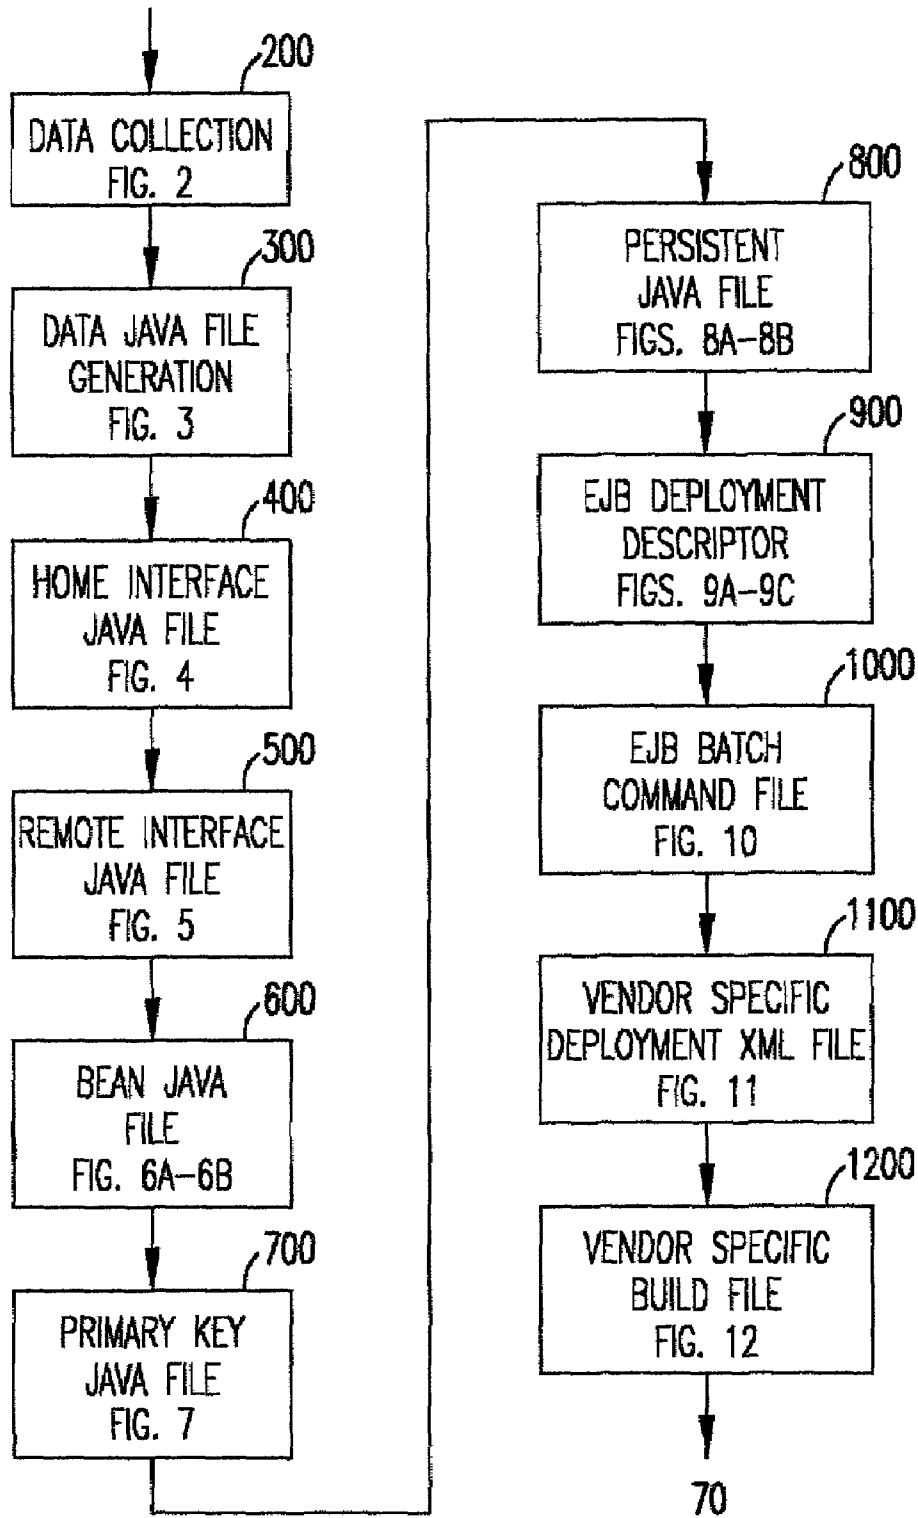 200
DATA COLLECTION
FIG. 2
300
DATA JAVA FILE
GENERATION
FIG. 3
400
HOME INTERFACE
JAVA FILE
FIG. 4
500
REMOTE INTERFACE
JAVA FILE
FIG. 5
600
BEAN JAVA
FILE
FIG. 6A-6B
700
PRIMARY KEY
JAVA FILE
FIG. 7
800
PERSISTENT
JAVA FILE
FIGS. 8A-8B
900
EJB DEPLOYMENT
DESCRIPTOR
FIGS. 9A-9C
1000
EJB BATCH
COMMAND FILE
FIG. 10
1100
VENDOR SPECIFIC
DEPLOYMENT XML FILE
FIG. 11
1200
VENDOR SPECIFIC
BUILD FILE
FIG. 12
70